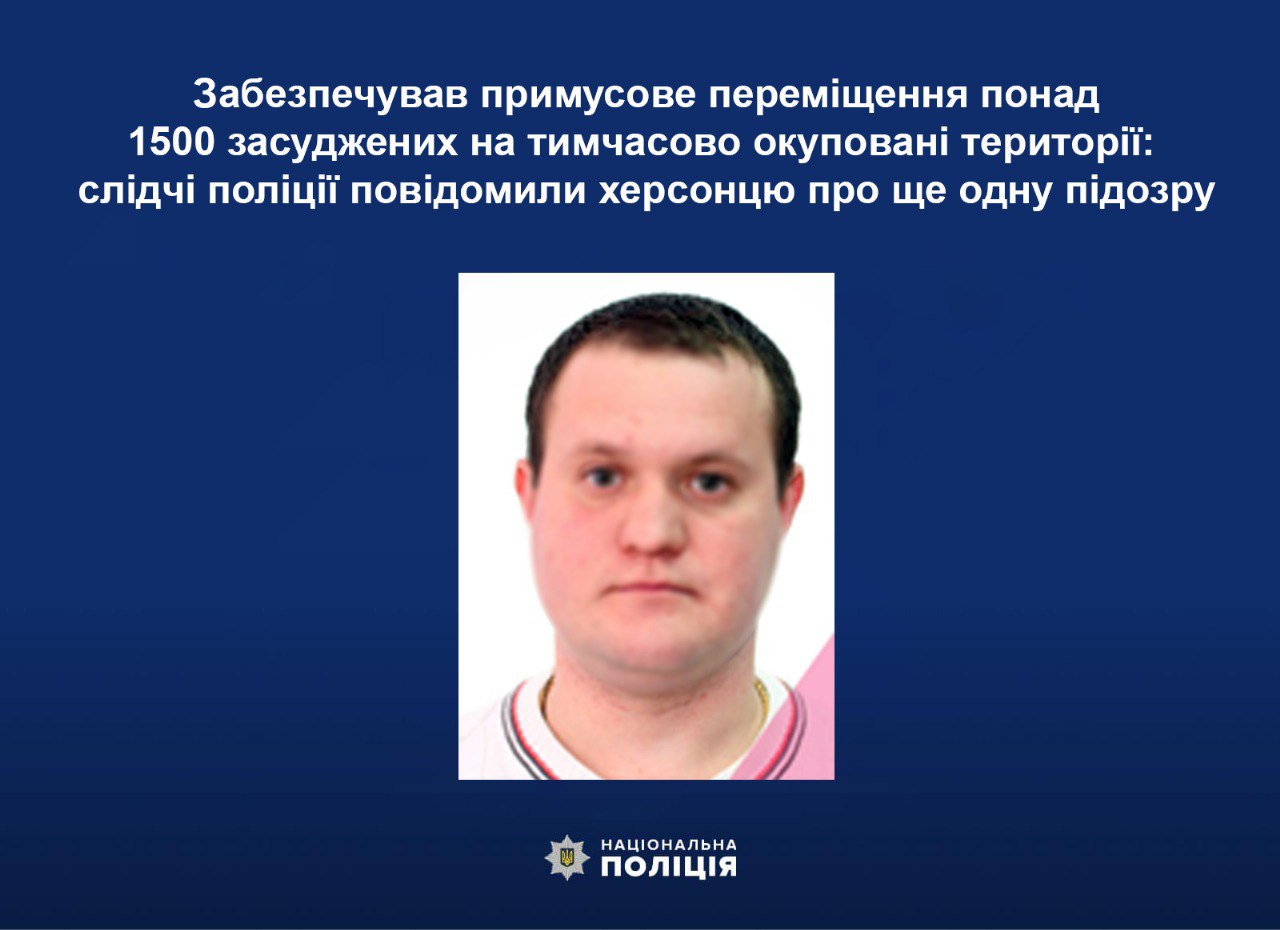 Забезпечував примусове переміщення понад
1500 засуджених на тимчасово окуповані території:
слідчі поліції повідомили херсонцю про ще одну підозру
НАЦІОНАЛЬНА
ПОЛІЦІЯ